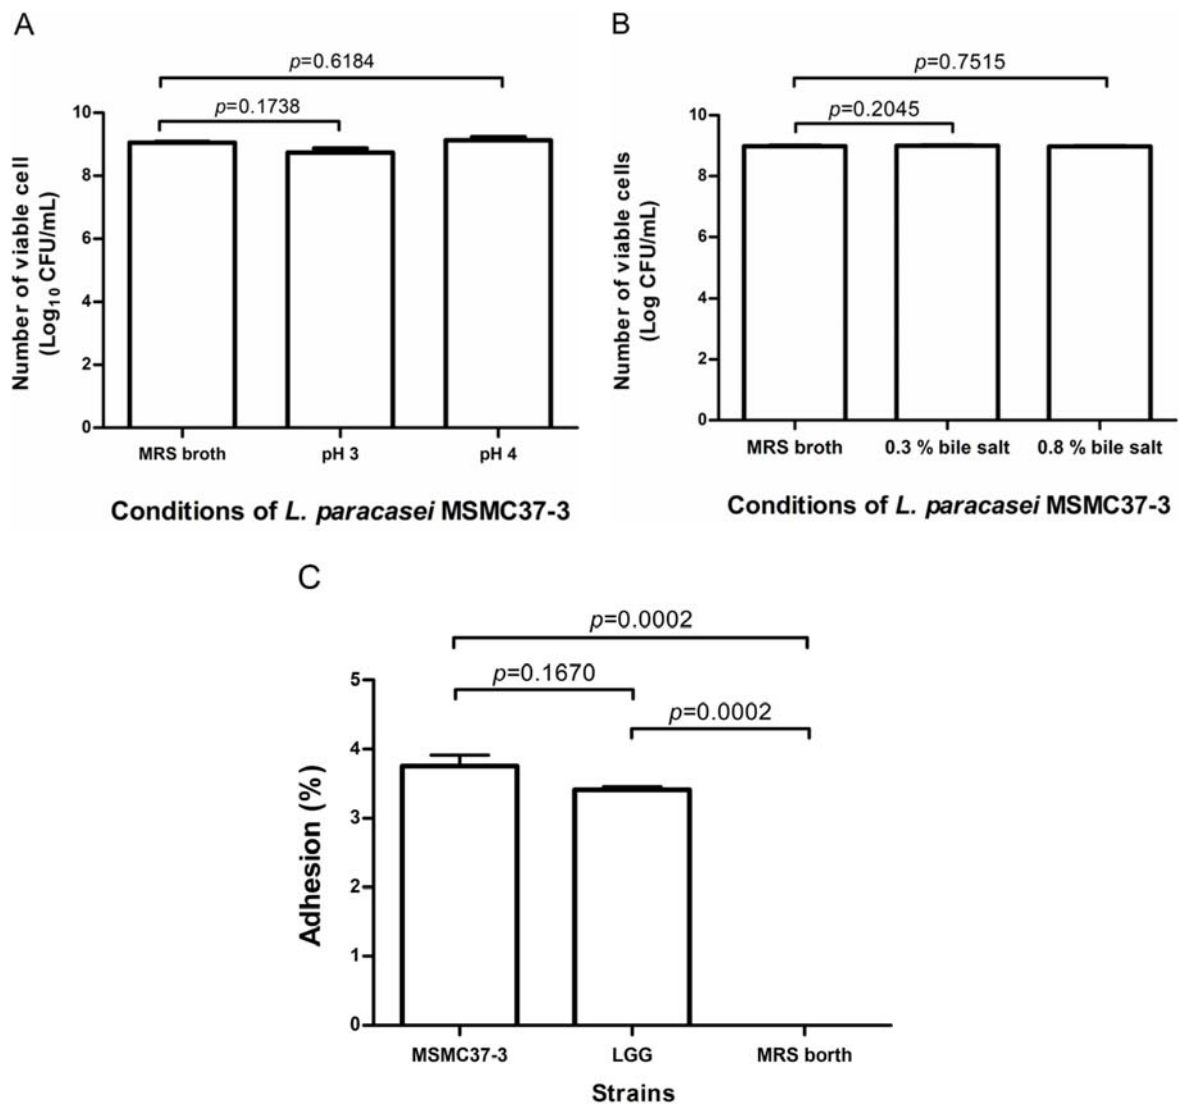 A
p=0.6184
p=0.1738
10
8
6
4
2
0
Number of viable cell
(Log₁₀ CFU/mL)
MRS broth
pH 3
pH 4
Conditions of L. paracasei MSMC37-3
B
p=0.7515
p=0.2045
10
8
6
4
2
0
Number of viable cells
(Log CFU/mL)
MRS broth
0.3 % bile salt
0.8 % bile salt
Conditions of L. paracasei MSMC37-3
C
p=0.0002
p=0.1670
p=0.0002
5
4
3
2
1
0
Adhesion (%)
MSMC37-3
LGG
MRS borth
Strains